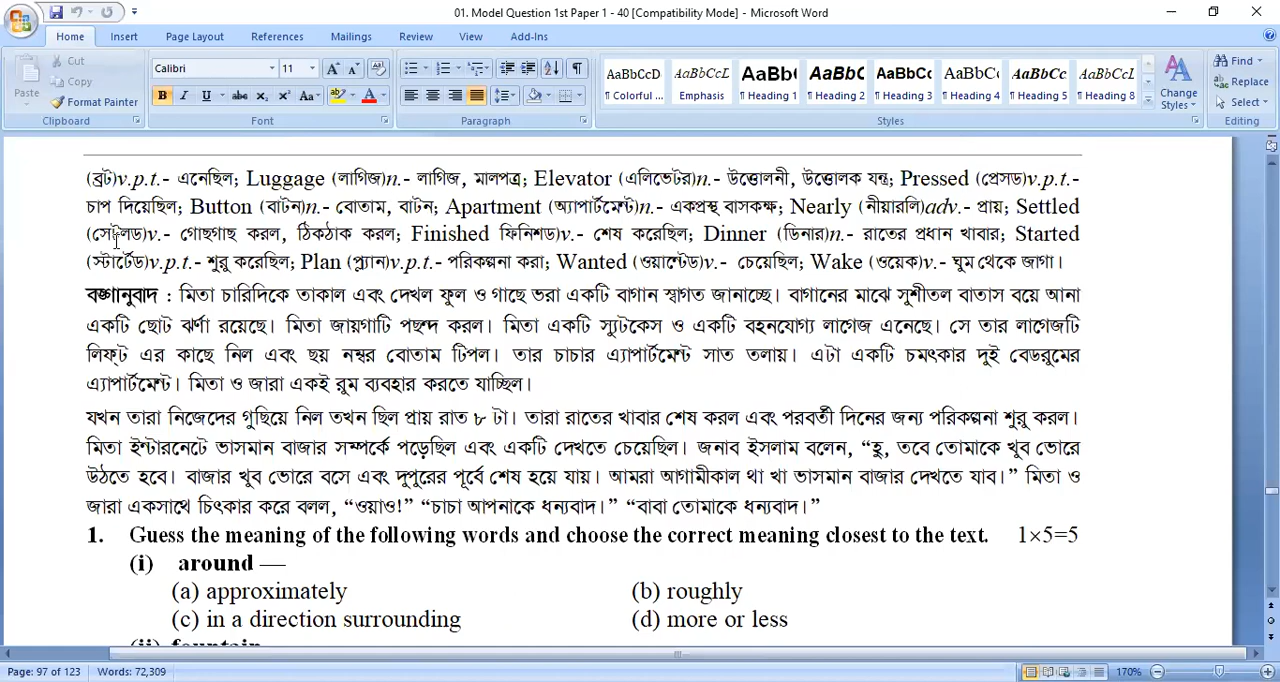 01. Model Question 1st Paper 1 - 40 [Compatibility Mode] - Microsoft Word
Home Insert Page Layout References Mailings Review View Add-Ins
Paste Cut Copy Format Painter
Calibri 11
AaBbCcD AaBbCcL AaBb( AaBbC AaBbCc AaBbC AaBbCc AaBbCcL
¶ Colorful ... Emphasis ¶ Heading 1 ¶ Heading 2 ¶ Heading 3 ¶ Heading 4 ¶ Heading 5 ¶ Heading 8
Change Styles
Find Replace Select
Clipboard Font Paragraph Styles Editing
(ব্রট)v.p.t.- এনেছিল; Luggage (লাগিজ)n.- লাগিজ, মালপত্র; Elevator (এলিভেটর)n.- উত্তোলনী, উত্তোলক যন্ত্র; Pressed (প্রেসড)v.p.t.-
চাপ দিয়েছিল; Button (বাটন)n.- বোতাম, বাটন; Apartment (অ্যাপার্টমেন্ট)n.- একপ্রস্থ বাসকক্ষ; Nearly (নীয়ারলি)adv.- প্রায়; Settled
(সেটলড)v.- গোছগাছ করল, ঠিকঠাক করল; Finished ফিনিশড)v.- শেষ করেছিল; Dinner (ডিনার)n.- রাতের প্রধান খাবার; Started
(স্টার্টেড)v.p.t.- শুরু করেছিল; Plan (প্ল্যান)v.p.t.- পরিকল্পনা করা; Wanted (ওয়ান্টেড)v.- চেয়েছিল; Wake (ওয়েক)v.- ঘুম থেকে জাগা।
বঙ্গানুবাদ : মিতা চারিদিকে তাকাল এবং দেখল ফুল ও গাছে ভরা একটি বাগান স্বাগত জানাচ্ছে। বাগানের মাঝে সুশীতল বাতাস বয়ে আনা
একটি ছোট ঝর্ণা রয়েছে। মিতা জায়গাটি পছন্দ করল। মিতা একটি স্যুটকেস ও একটি বহনযোগ্য লাগেজ এনেছে। সে তার লাগেজটি
লিফ্‌ট এর কাছে নিল এবং ছয় নম্বর বোতাম টিপল। তার চাচার এ্যাপার্টমেন্ট সাত তলায়। এটা একটি চমৎকার দুই বেডরুমের
এ্যাপার্টমেন্ট। মিতা ও জারা একই রুম ব্যবহার করতে যাচ্ছিল।
যখন তারা নিজেদের গুছিয়ে নিল তখন ছিল প্রায় রাত ৮ টা। তারা রাতের খাবার শেষ করল এবং পরবর্তী দিনের জন্য পরিকল্পনা শুরু করল।
মিতা ইন্টারনেটে ভাসমান বাজার সম্পর্কে পড়েছিল এবং একটি দেখতে চেয়েছিল। জনাব ইসলাম বলেন, “হু, তবে তোমাকে খুব ভোরে
উঠতে হবে। বাজার খুব ভোরে বসে এবং দুপুরের পূর্বে শেষ হয়ে যায়। আমরা আগামীকাল থা খা ভাসমান বাজার দেখতে যাব।” মিতা ও
জারা একসাথে চিৎকার করে বলল, “ওয়াও!” “চাচা আপনাকে ধন্যবাদ।” “বাবা তোমাকে ধন্যবাদ।”
1. Guess the meaning of the following words and choose the correct meaning closest to the text. 1×5=5
(i) around —
(a) approximately (b) roughly
(c) in a direction surrounding (d) more or less
(ii) fountain
Page: 97 of 123 Words: 72,309 170%